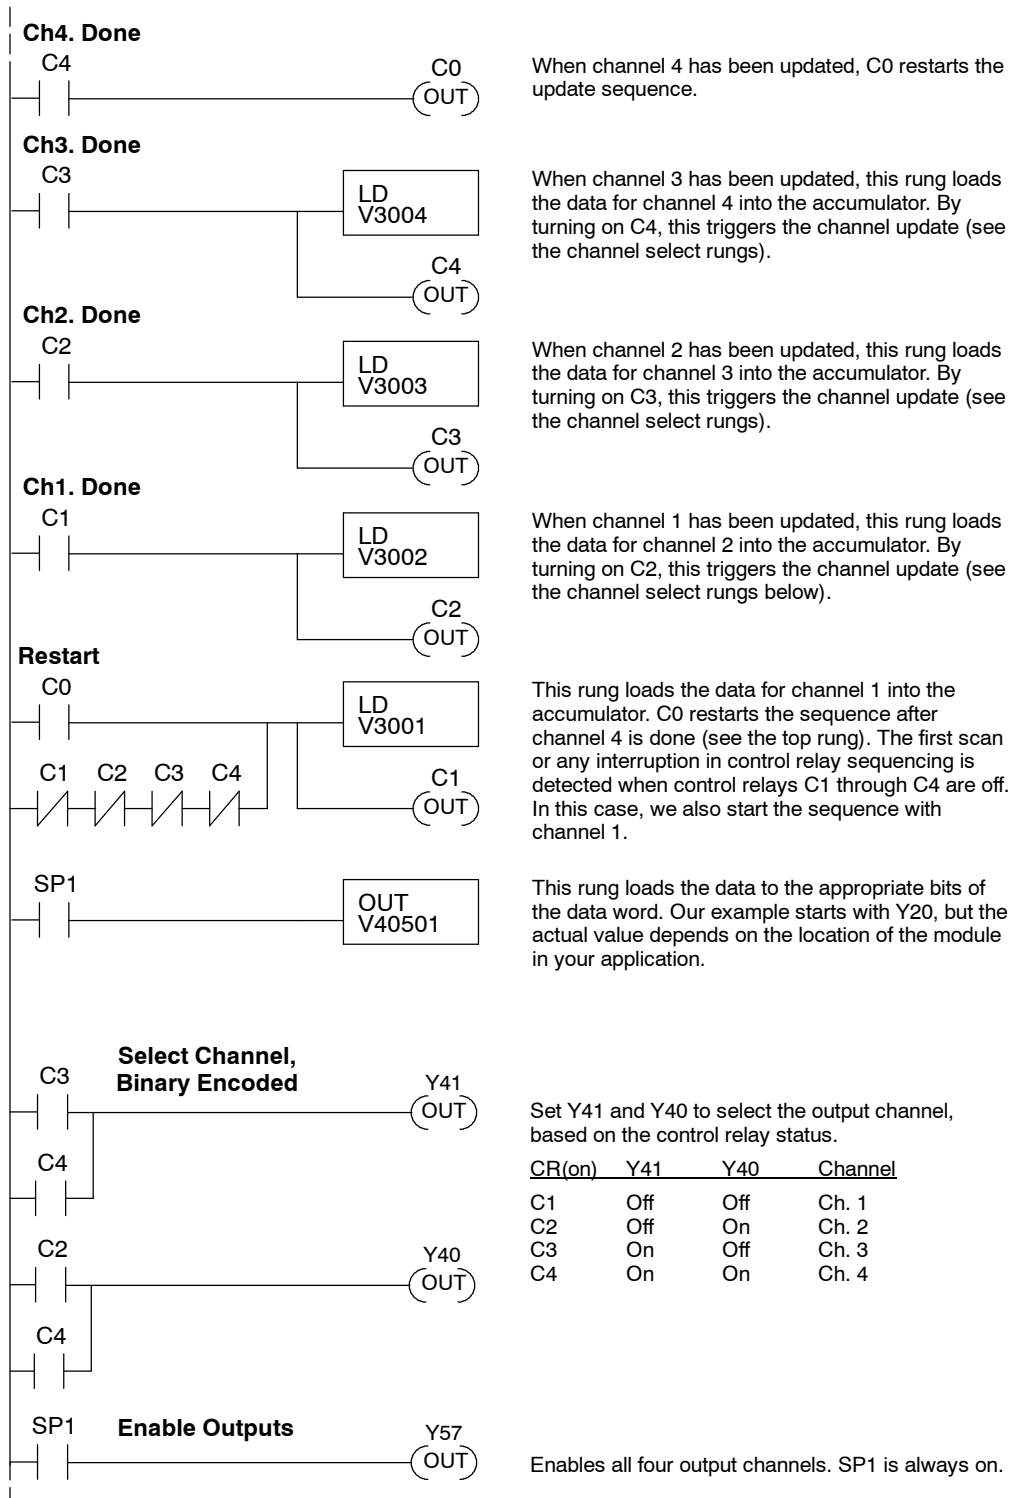 Ch4. Done
C4
C0
OUT
When channel 4 has been updated, C0 restarts the
update sequence.
Ch3. Done
C3
LD
V3004
C4
OUT
When channel 3 has been updated, this rung loads
the data for channel 4 into the accumulator. By
turning on C4, this triggers the channel update (see
the channel select rungs).
Ch2. Done
C2
LD
V3003
C3
OUT
When channel 2 has been updated, this rung loads
the data for channel 3 into the accumulator. By
turning on C3, this triggers the channel update (see
the channel select rungs).
Ch1. Done
C1
LD
V3002
C2
OUT
When channel 1 has been updated, this rung loads
the data for channel 2 into the accumulator. By
turning on C2, this triggers the channel update (see
the channel select rungs below).
Restart
C0
LD
V3001
C1 C2 C3 C4
C1
OUT
This rung loads the data for channel 1 into the
accumulator. C0 restarts the sequence after
channel 4 is done (see the top rung). The first scan
or any interruption in control relay sequencing is
detected when control relays C1 through C4 are off.
In this case, we also start the sequence with
channel 1.
SP1
OUT
V40501
This rung loads the data to the appropriate bits of
the data word. Our example starts with Y20, but the
actual value depends on the location of the module
in your application.
Select Channel,
Binary Encoded
C3
Y41
OUT
C4
Set Y41 and Y40 to select the output channel,
based on the control relay status.
CR(on) Y41 Y40 Channel
C1 Off Off Ch. 1
C2 Off On Ch. 2
C3 On Off Ch. 3
C4 On On Ch. 4
C2
Y40
OUT
C4
SP1
Enable Outputs
Y57
OUT
Enables all four output channels. SP1 is always on.